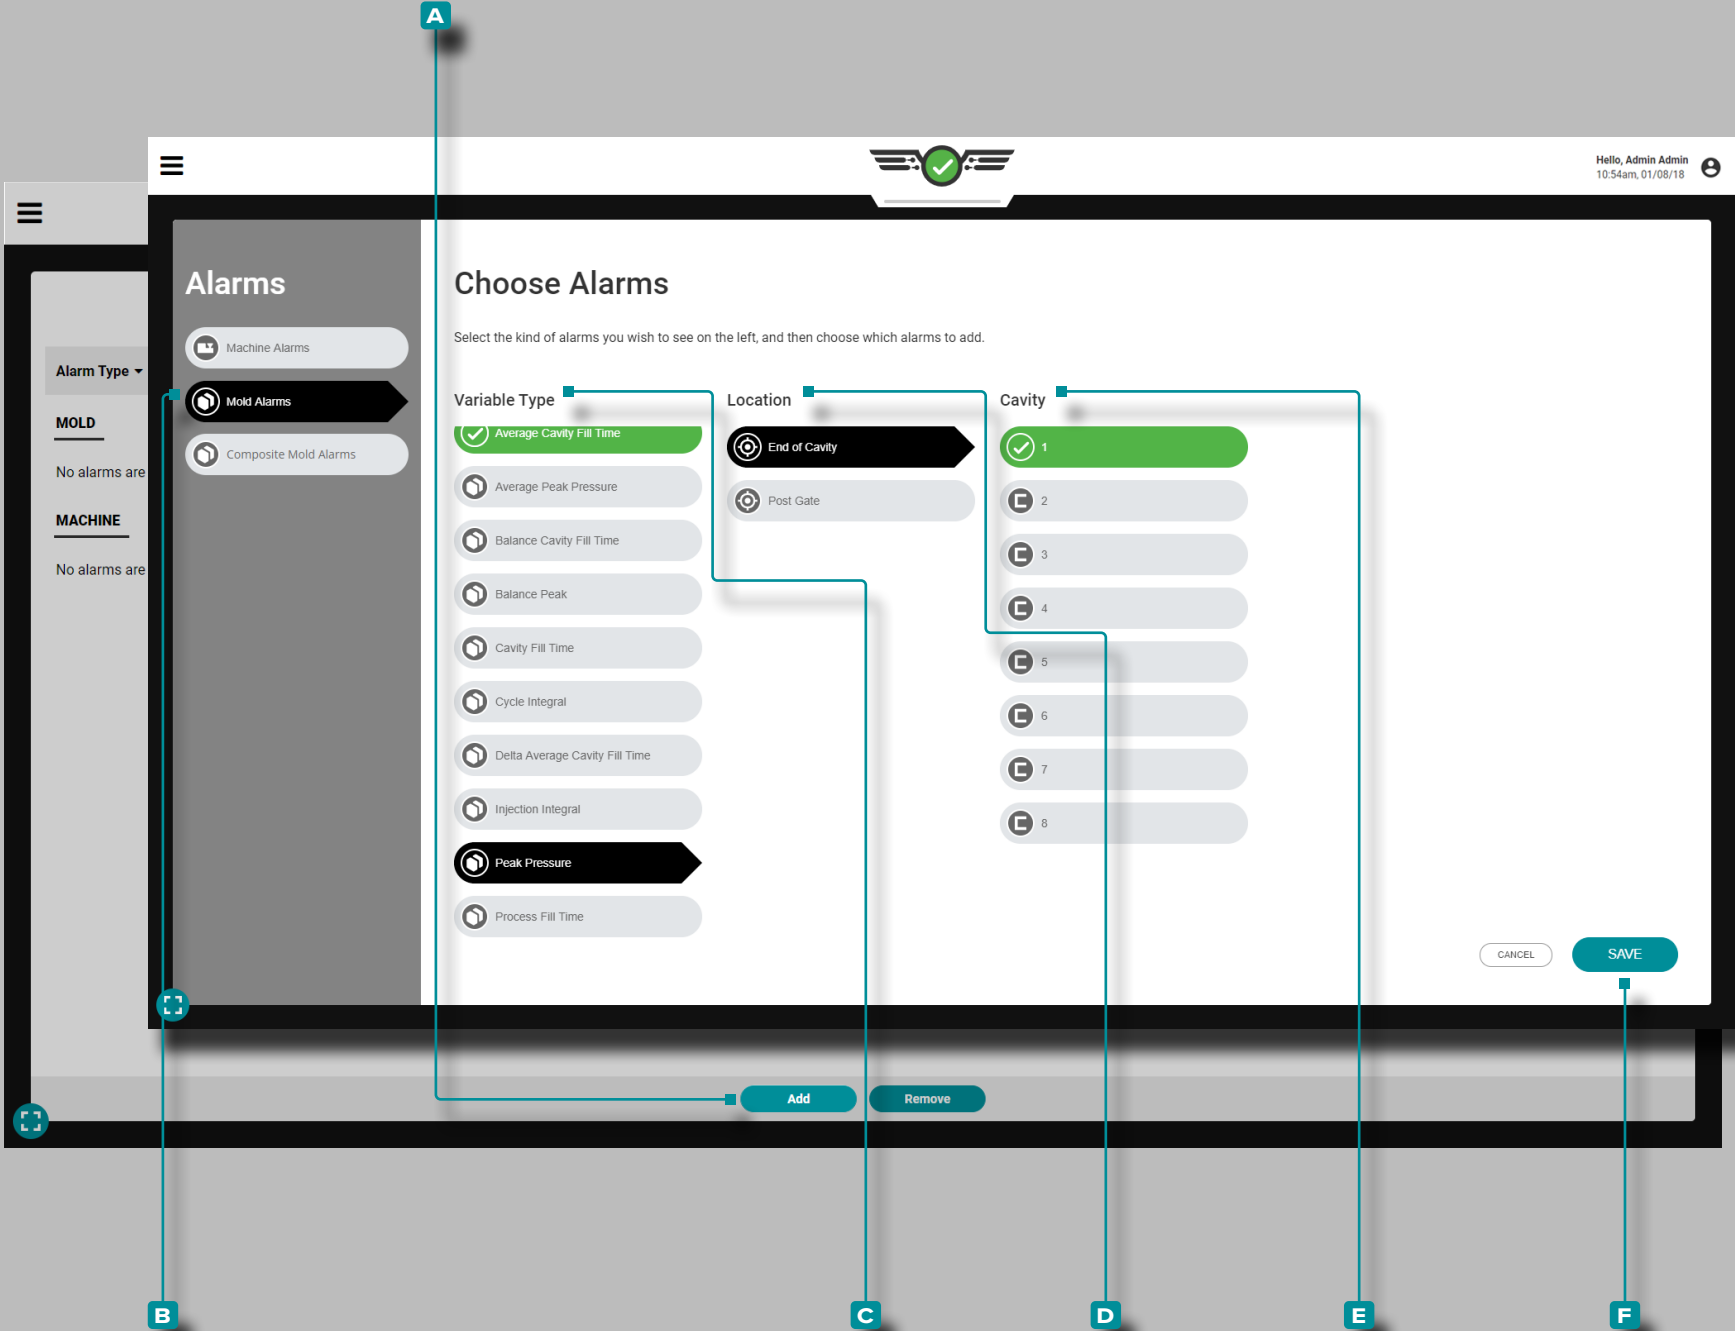 A
Hello, Admin Admin
10:54am, 01/08/18
Alarms
Machine Alarms
Mold Alarms
Composite Mold Alarms
Choose Alarms
Select the kind of alarms you wish to see on the left, and then choose which alarms to add.
Variable Type
Average Cavity Fill Time
Average Peak Pressure
Balance Cavity Fill Time
Balance Peak
Cavity Fill Time
Cycle Integral
Delta Average Cavity Fill Time
Injection Integral
Peak Pressure
Process Fill Time
Location
End of Cavity
Post Gate
Cavity
1
2
3
4
5
6
7
8
CANCEL
SAVE
Alarm Type
MOLD
No alarms are
MACHINE
No alarms are
Add
Remove
B
C
D
E
F